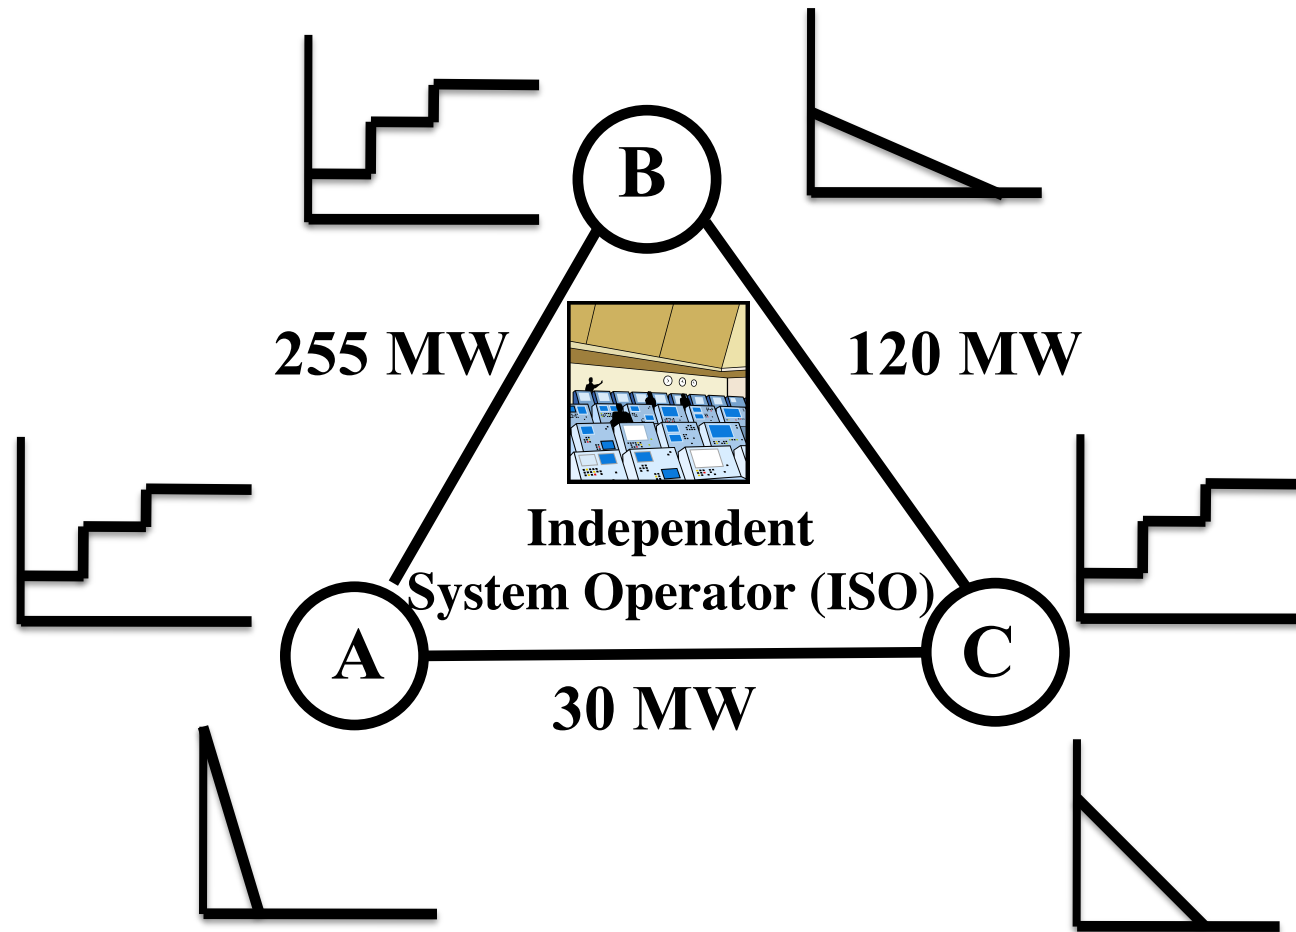 B
255 MW
120 MW
Independent
System Operator (ISO)
A
C
30 MW